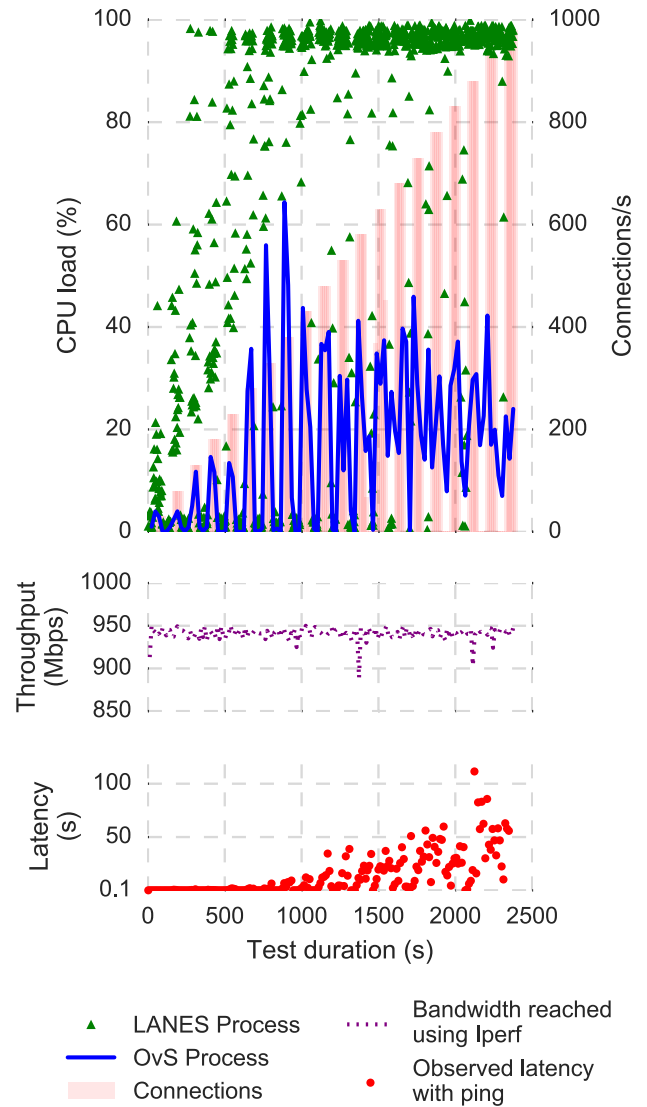 100
80
60
40
20
0
CPU load (%)
1000
800
600
400
200
0
Connections/s
1000
950
900
850
Throughput
(Mbps)
100
50
0.1
Latency
(s)
0 500 1000 1500 2000 2500
Test duration (s)
LANES Process
OvS Process
Connections
Bandwidth reached
using Iperf
Observed latency
with ping